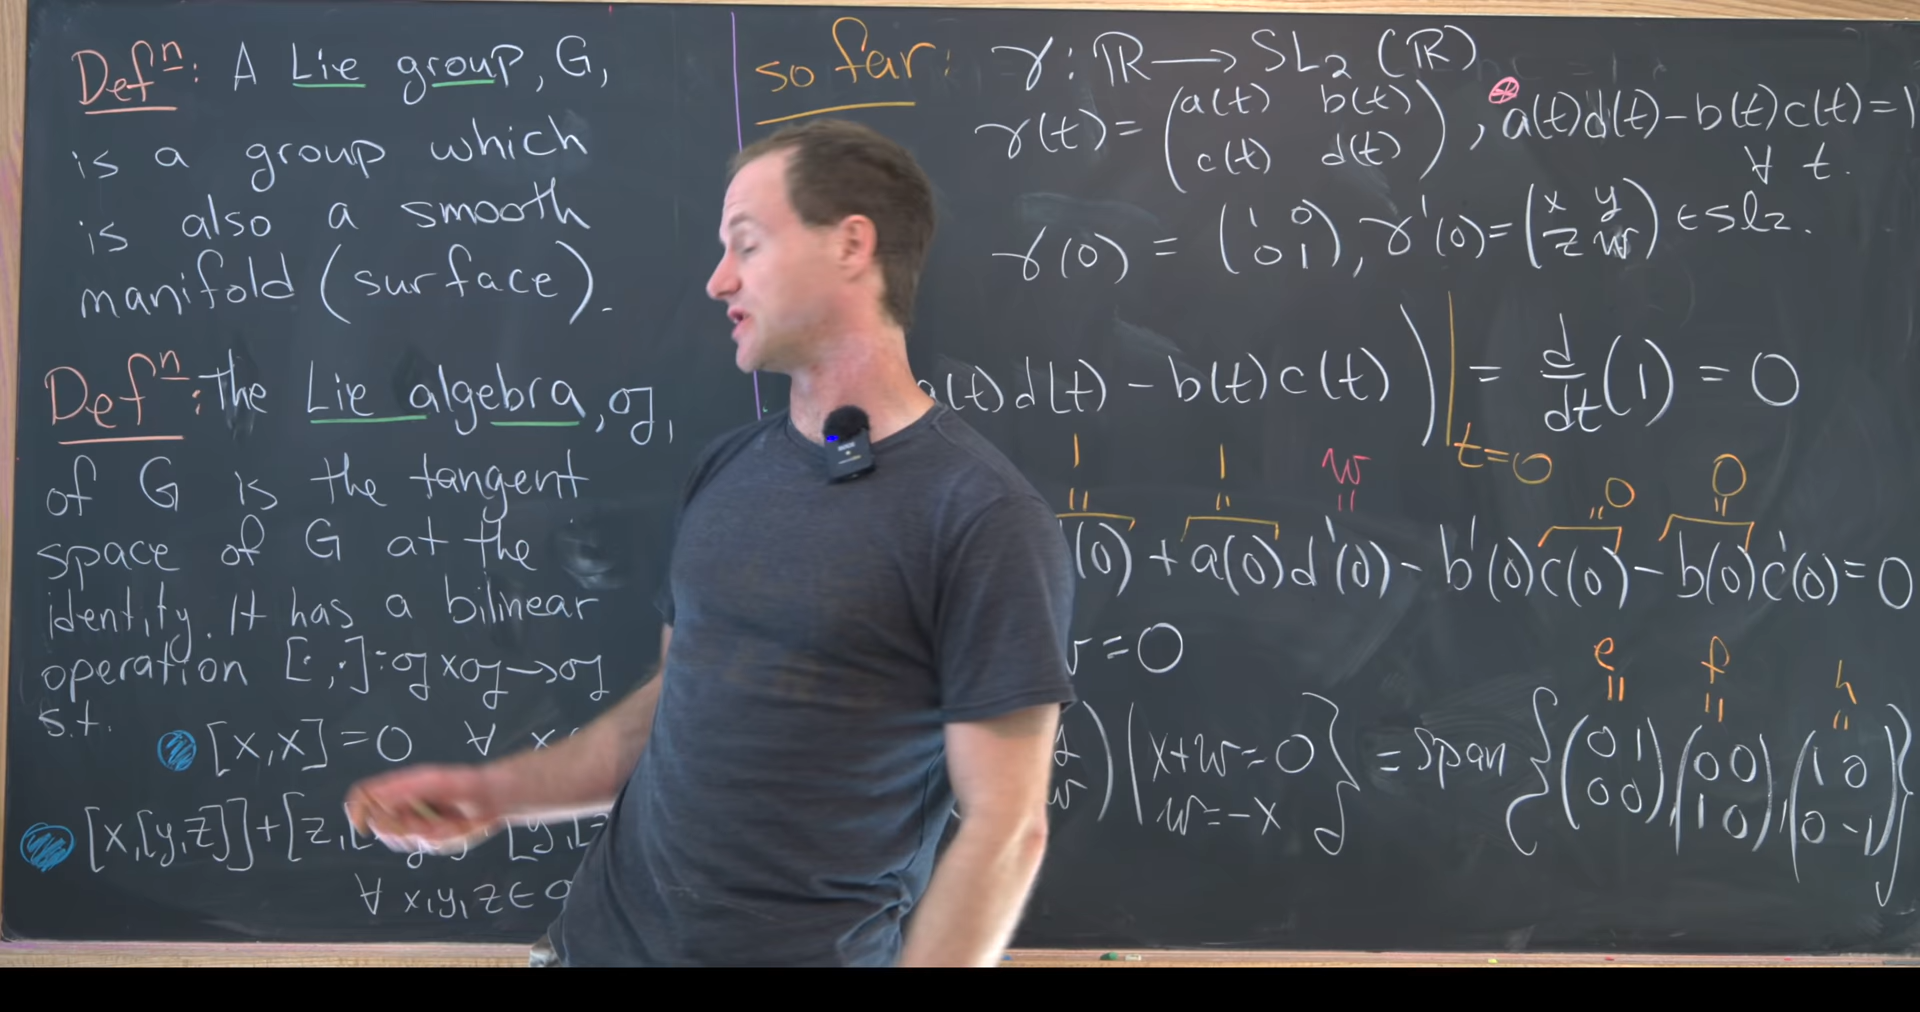 Defⁿ: A Lie group, G,
is a group which
is also a smooth
manifold (surface).
Defⁿ: the Lie algebra, 𝔤,
of G is the tangent
space of G at the
identity. It has a bilinear
operation [·,·]: 𝔤×𝔤→𝔤
s.t.
[x,x]=0 ∀ x
[x,[y,z]]+[z,[ [y,[z
∀ x,y,z∈
so far: γ: ℝ→SL₂(ℝ)
γ(t)= (a(t) b(t)
c(t) d(t)), ⊗ a(t)d(t)-b(t)c(t)=1
∀ t.
γ(0) = (1 0
0 1), γ'(0)=(x y
z w) ∈ sl₂.
a(t)d(t)-b(t)c(t))|t=0 = d/dt(1) = 0
1 1 w 0 0
= = = = =
(0)+a(0)d'(0)-b'(0)c(0)-b(0)c'(0)=0
=0
e f h
= = =
w) | x+w=0
w=-x} = span{(0 1
0 0),(0 0
1 0),(1 0
0 -1)}